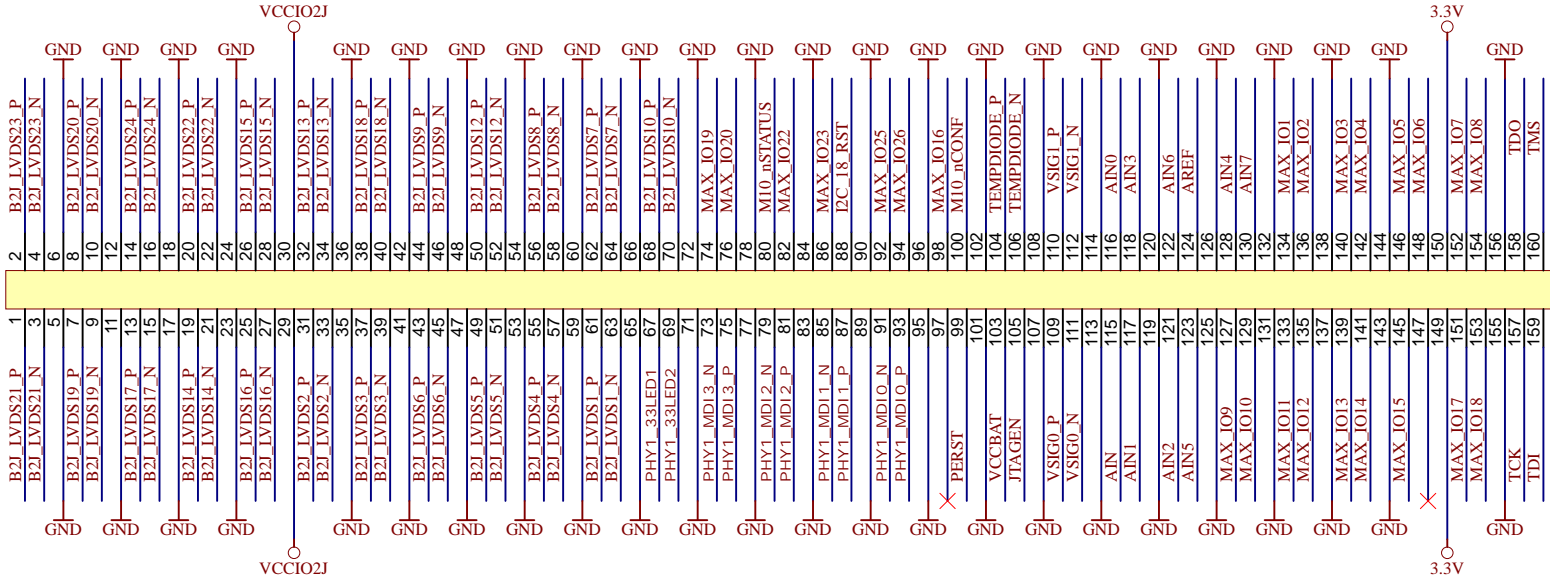 VCCIO2J
3.3V
GND GND GND GND GND GND GND GND GND GND GND GND GND GND GND GND GND GND GND GND GND GND GND GND
B2J_LVDS23_P
B2J_LVDS23_N
B2J_LVDS20_P
B2J_LVDS20_N
B2J_LVDS24_P
B2J_LVDS24_N
B2J_LVDS22_P
B2J_LVDS22_N
B2J_LVDS15_P
B2J_LVDS15_N
B2J_LVDS13_P
B2J_LVDS13_N
B2J_LVDS18_P
B2J_LVDS18_N
B2J_LVDS9_P
B2J_LVDS9_N
B2J_LVDS12_P
B2J_LVDS12_N
B2J_LVDS8_P
B2J_LVDS8_N
B2J_LVDS7_P
B2J_LVDS7_N
B2J_LVDS10_P
B2J_LVDS10_N
MAX_IO19
MAX_IO20
M10_nSTATUS
MAX_IO22
MAX_IO23
I2C_18_RST
MAX_IO25
MAX_IO26
MAX_IO16
M10_nCONF
TEMPDIODE_P
TEMPDIODE_N
VSIG1_P
VSIG1_N
AIN0
AIN3
AIN6
AREF
AIN4
AIN7
MAX_IO1
MAX_IO2
MAX_IO3
MAX_IO4
MAX_IO5
MAX_IO6
MAX_IO7
MAX_IO8
TDO
TMS
2 4 6 8 10 12 14 16 18 20 22 24 26 28 30 32 34 36 38 40 42 44 46 48 50 52 54 56 58 60 62 64 66 68 70 72 74 76 78 80 82 84 86 88 90 92 94 96 98 100 102 104 106 108 110 112 114 116 118 120 122 124 126 128 130 132 134 136 138 140 142 144 146 148 150 152 154 156 158 160
1 3 5 7 9 11 13 15 17 19 21 23 25 27 29 31 33 35 37 39 41 43 45 47 49 51 53 55 57 59 61 63 65 67 69 71 73 75 77 79 81 83 85 87 89 91 93 95 97 99 101 103 105 107 109 111 113 115 117 119 121 123 125 127 129 131 133 135 137 139 141 143 145 147 149 151 153 155 157 159
B2J_LVDS21_P
B2J_LVDS21_N
B2J_LVDS19_P
B2J_LVDS19_N
B2J_LVDS17_P
B2J_LVDS17_N
B2J_LVDS14_P
B2J_LVDS14_N
B2J_LVDS16_P
B2J_LVDS16_N
B2J_LVDS2_P
B2J_LVDS2_N
B2J_LVDS3_P
B2J_LVDS3_N
B2J_LVDS6_P
B2J_LVDS6_N
B2J_LVDS5_P
B2J_LVDS5_N
B2J_LVDS4_P
B2J_LVDS4_N
B2J_LVDS1_P
B2J_LVDS1_N
PHY1_33LED1
PHY1_33LED2
PHY1_MDI3_N
PHY1_MDI3_P
PHY1_MDI2_N
PHY1_MDI2_P
PHY1_MDI1_N
PHY1_MDI1_P
PHY1_MDI0_N
PHY1_MDI0_P
PERST
VCCBAT
JTAGEN
VSIG0_P
VSIG0_N
AIN
AIN1
AIN2
AIN5
MAX_IO9
MAX_IO10
MAX_IO11
MAX_IO12
MAX_IO13
MAX_IO14
MAX_IO15
MAX_IO17
MAX_IO18
TCK
TDI
GND GND GND GND GND GND GND GND GND GND GND GND GND GND GND GND GND GND GND GND GND GND GND GND
VCCIO2J
3.3V